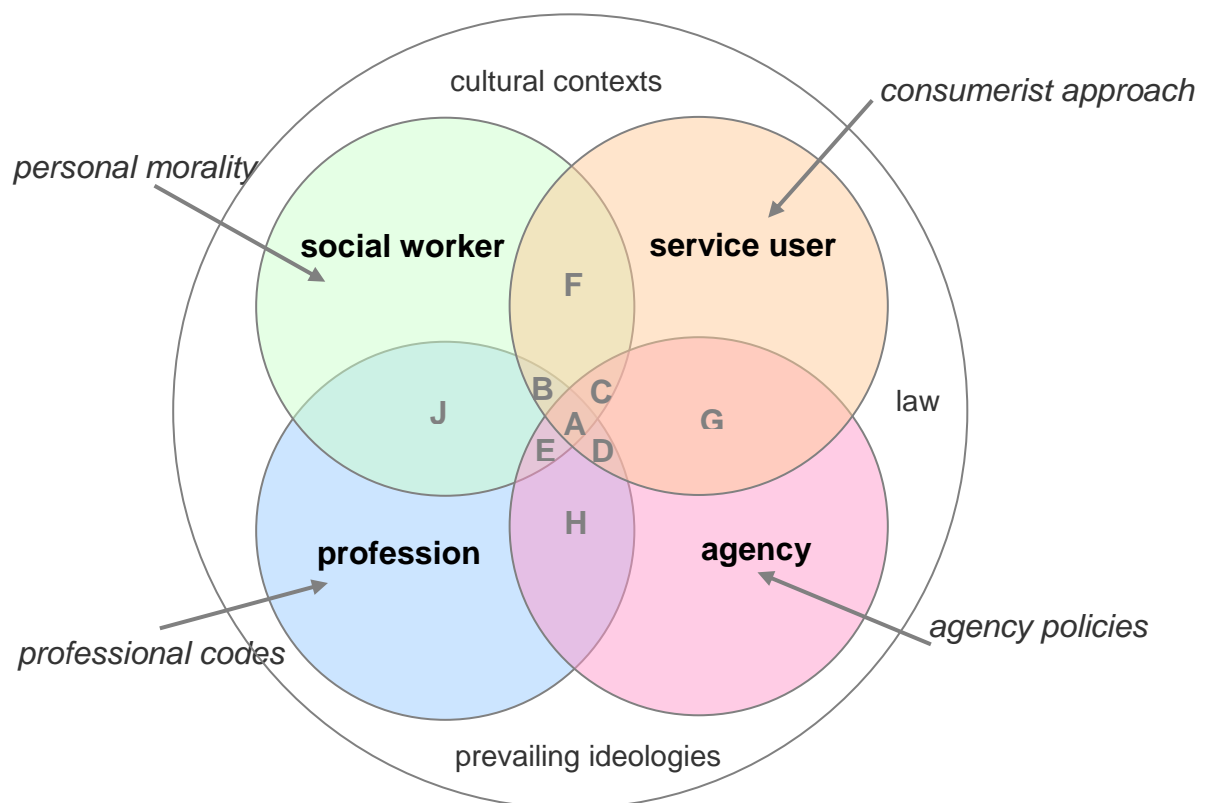 cultural contexts
consumerist approach
personal morality
social worker
service user
F
B
C
law
J
A
G
E
D
H
profession
agency
professional codes
agency policies
prevailing ideologies